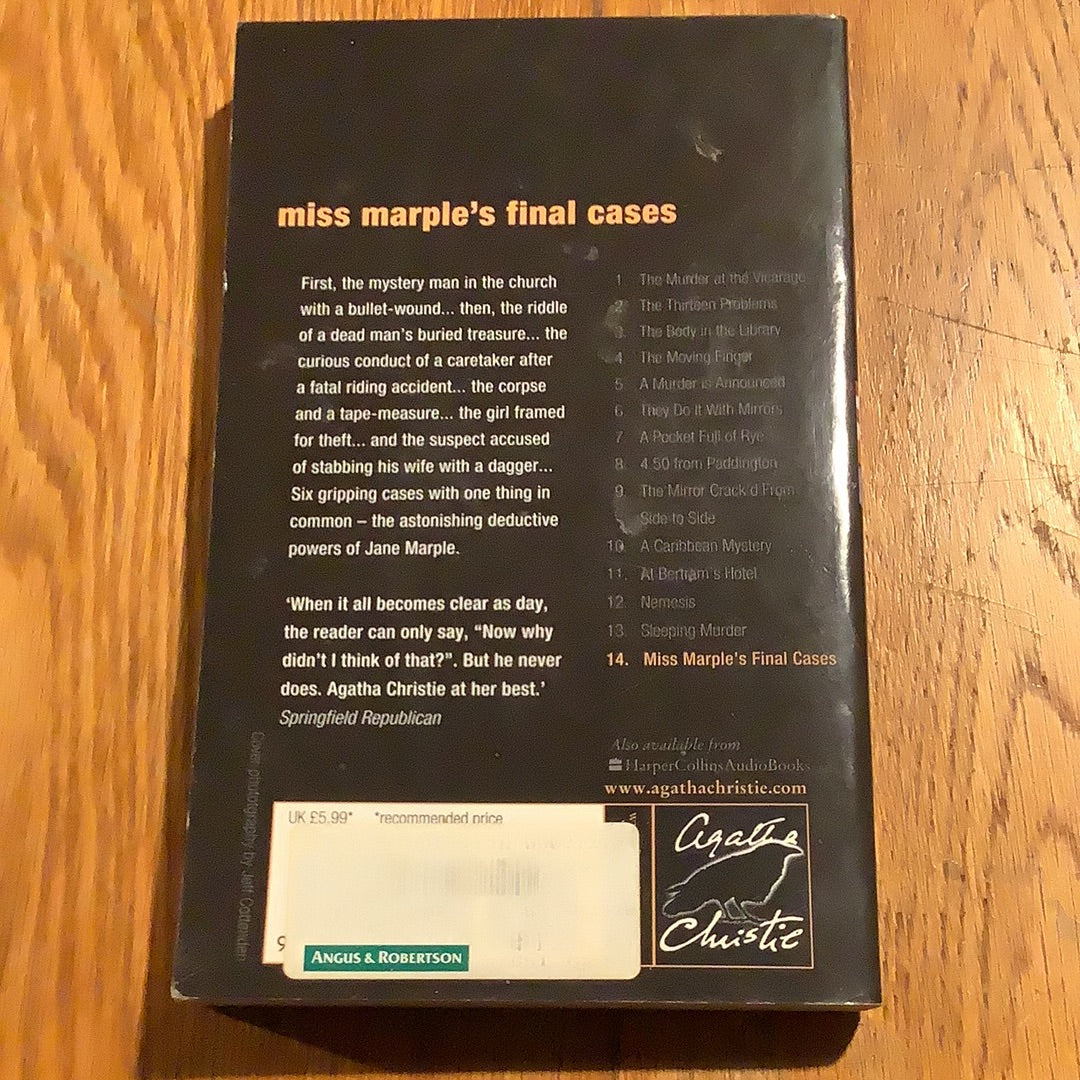 miss marple's final cases
First, the mystery man in the church
with a bullet-wound... then, the riddle
of a dead man's buried treasure... the
curious conduct of a caretaker after
a fatal riding accident... the corpse
and a tape-measure... the girl framed
for theft... and the suspect accused
of stabbing his wife with a dagger...
Six gripping cases with one thing in
common – the astonishing deductive
powers of Jane Marple.
'When it all becomes clear as day,
the reader can only say, "Now why
didn't I think of that?". But he never
does. Agatha Christie at her best.'
Springfield Republican
1. The Murder at the Vicarage
2. The Thirteen Problems
3. The Body in the Library
4. The Moving Finger
5. A Murder is Announced
6. They Do It With Mirrors
7. A Pocket Full of Rye
8. 4.50 from Paddington
9. The Mirror Crack'd From
Side to Side
10. A Caribbean Mystery
11. At Bertram's Hotel
12. Nemesis
13. Sleeping Murder
14. Miss Marple's Final Cases
Also available from
HarperCollinsAudioBooks
www.agathachristie.com
Cover photography by Jeff Cottenden
UK £5.99* *recommended price
9
ANGUS & ROBERTSON
Agatha
Christie